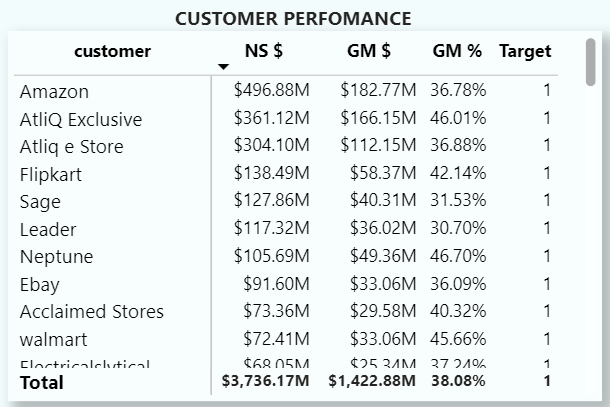 CUSTOMER PERFOMANCE
customer NS $ GM $ GM % Target
Amazon $496.88M $182.77M 36.78% 1
AtliQ Exclusive $361.12M $166.15M 46.01% 1
Atliq e Store $304.10M $112.15M 36.88% 1
Flipkart $138.49M $58.37M 42.14% 1
Sage $127.86M $40.31M 31.53% 1
Leader $117.32M $36.02M 30.70% 1
Neptune $105.69M $49.36M 46.70% 1
Ebay $91.60M $33.06M 36.09% 1
Acclaimed Stores $73.36M $29.58M 40.32% 1
walmart $72.41M $33.06M 45.66% 1
Electricalslytical $68.05M $25.34M 37.24% 1
Total $3,736.17M $1,422.88M 38.08% 1